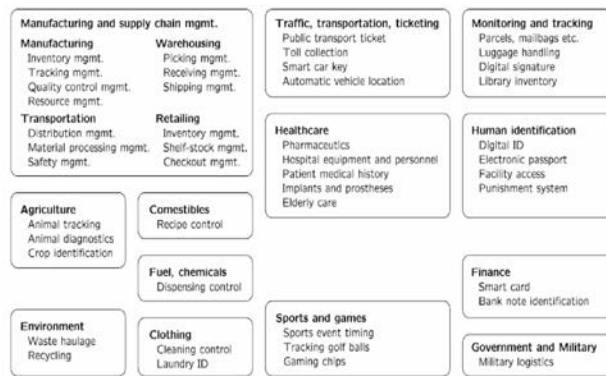 Manufacturing and supply chain mgmt.
Manufacturing
Inventory mgmt.
Tracking mgmt.
Quality control mgmt.
Resource mgmt.
Warehousing
Picking mgmt.
Receiving mgmt.
Shipping mgmt.
Transportation
Distribution mgmt.
Material processing mgmt.
Safety mgmt.
Retailing
Inventory mgmt.
Shelf-stock mgmt.
Checkout mgmt.
Traffic, transportation, ticketing
Public transport ticket
Toll collection
Smart car key
Automatic vehicle location
Monitoring and tracking
Parcels, mailbags etc.
Luggage handling
Digital signature
Library inventory
Healthcare
Pharmaceutics
Hospital equipment and personnel
Patient medical history
Implants and prostheses
Elderly care
Human identification
Digital ID
Electronic passport
Facility access
Punishment system
Agriculture
Animal tracking
Animal diagnostics
Crop identification
Comestibles
Recipe control
Fuel, chemicals
Dispensing control
Finance
Smart card
Bank note identification
Environment
Waste haulage
Recycling
Clothing
Cleaning control
Laundry ID
Sports and games
Sports event timing
Tracking golf balls
Gaming chips
Government and Military
Military logistics